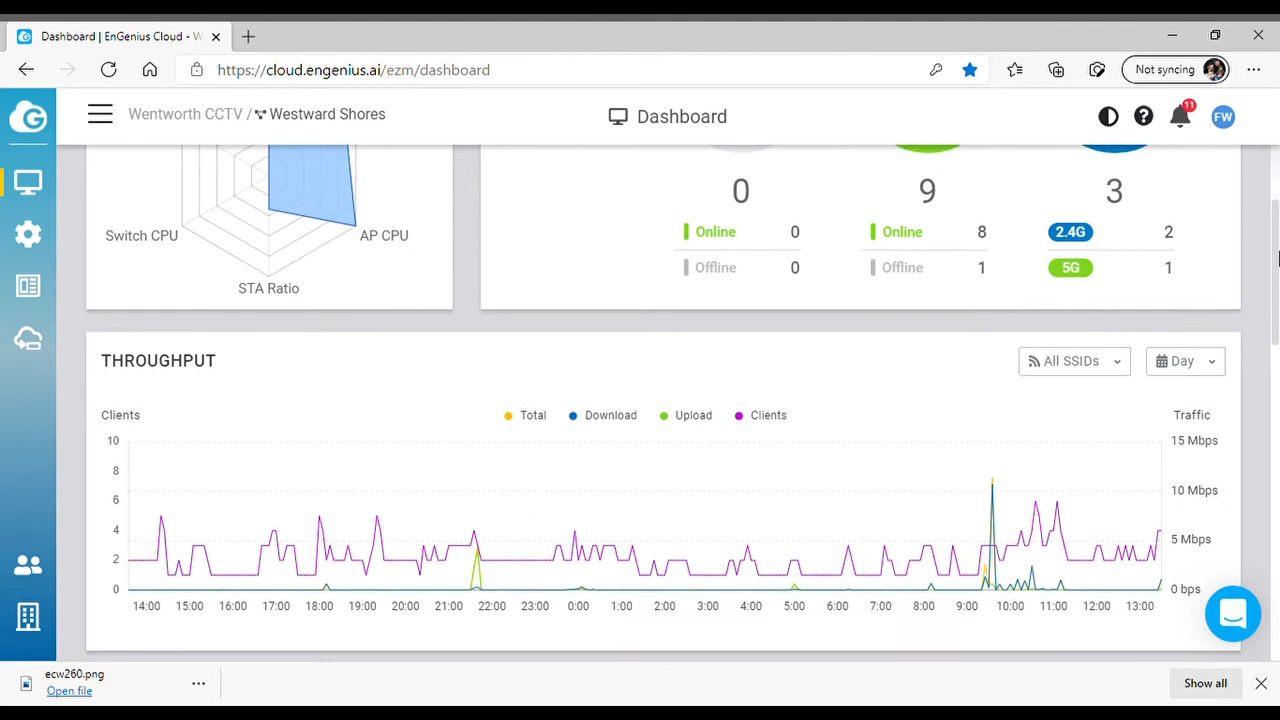 Dashboard | EnGenius Cloud - W
https://cloud.engenius.ai/ezm/dashboard
Not syncing
Wentworth CCTV / Westward Shores
Dashboard
11
FW
Switch CPU
AP CPU
STA Ratio
0
9
3
Online 0
Online 8
2.4G 2
Offline 0
Offline 1
5G 1
THROUGHPUT
All SSIDs
Day
Clients
Total
Download
Upload
Clients
Traffic
10
8
6
4
2
0
15 Mbps
10 Mbps
5 Mbps
0 bps
14:00 15:00 16:00 17:00 18:00 19:00 20:00 21:00 22:00 23:00 0:00 1:00 2:00 3:00 4:00 5:00 6:00 7:00 8:00 9:00 10:00 11:00 12:00 13:00
ecw260.png
Open file
Show all